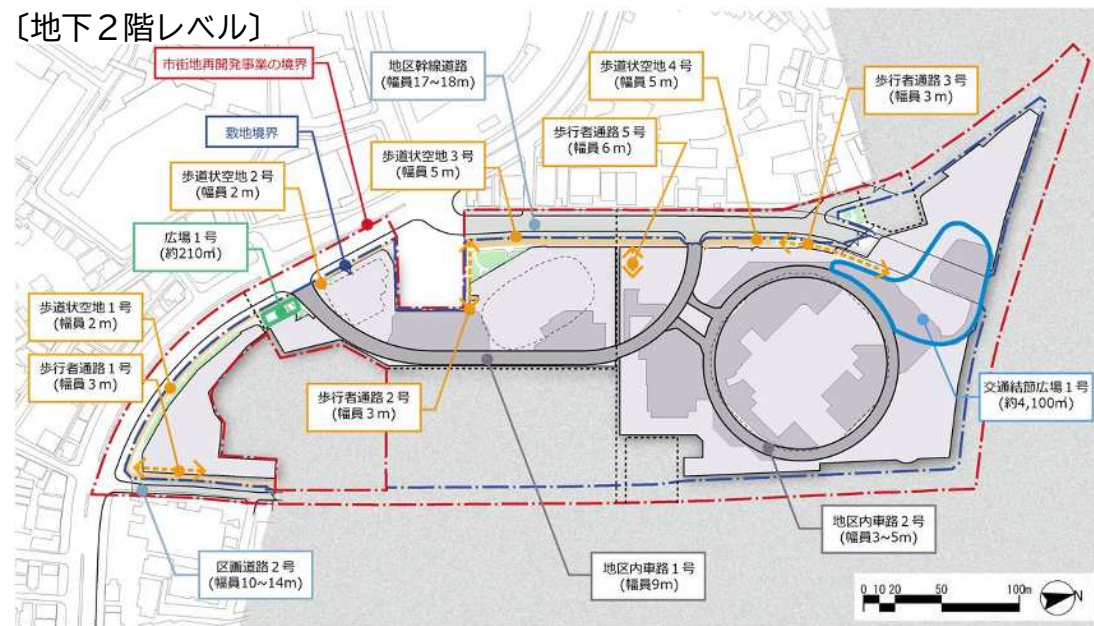 〔地下２階レベル〕
市街地再開発事業の境界
地区幹線道路
(幅員17~18m)
歩道状空地４号
(幅員５m)
歩行者通路３号
(幅員３m)
敷地境界
歩行者通路５号
(幅員６m)
歩道状空地３号
(幅員５m)
歩道状空地２号
(幅員２m)
広場１号
(約210㎡)
歩道状空地１号
(幅員２m)
歩行者通路１号
(幅員３m)
歩行者通路２号
(幅員３m)
交通結節広場１号
(約4,100㎡)
区画道路２号
(幅員10~14m)
地区内車路１号
(幅員9m)
地区内車路２号
(幅員3~5m)
0 10 20 50 100m
N